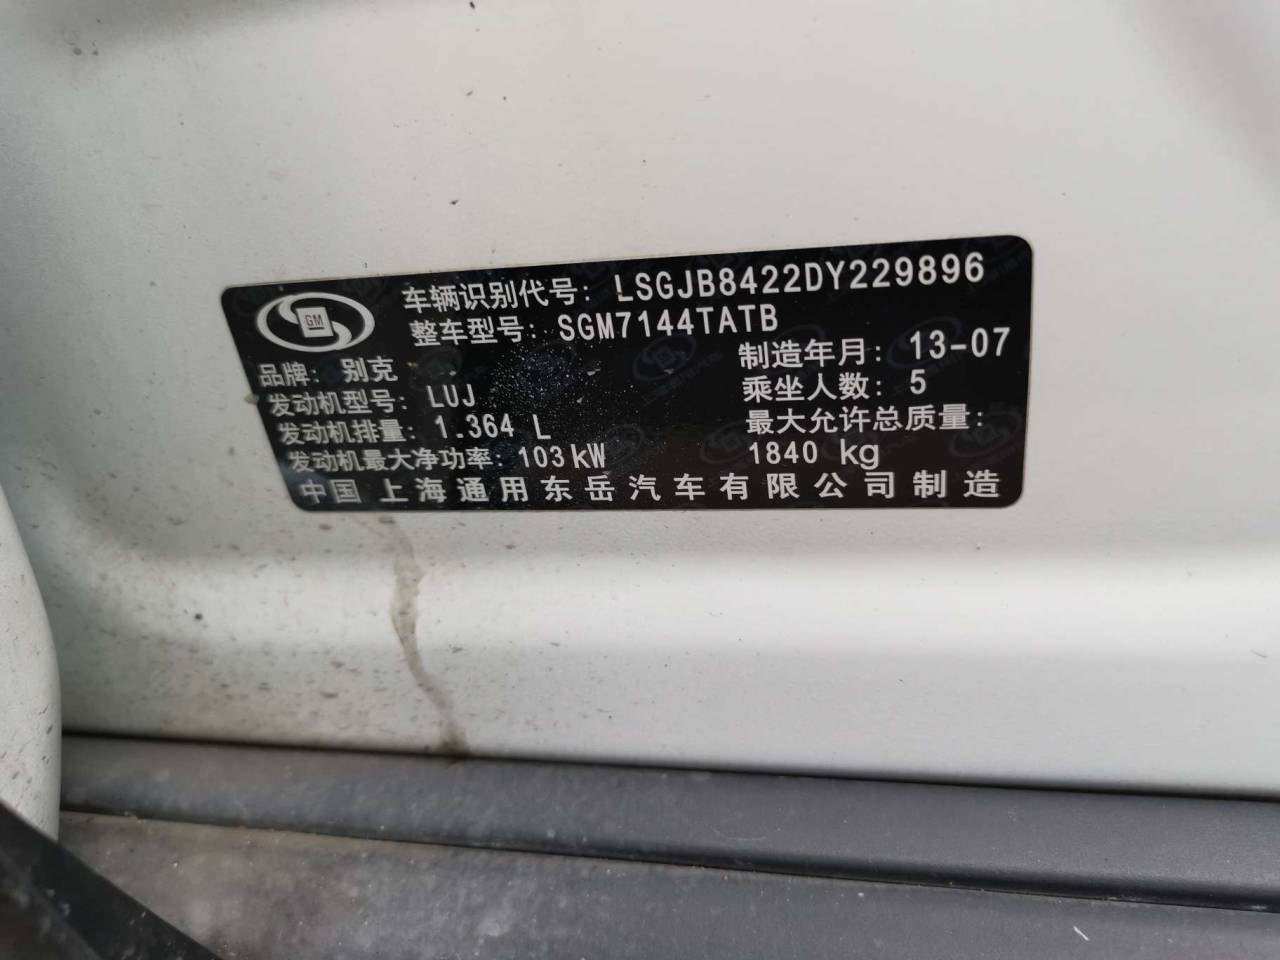 GM
车辆识别代号: LSGJB8422DY229896
整车型号: SGM7144TATB
品牌: 别克
制造年月: 13-07
发动机型号: LUJ
乘坐人数: 5
发动机排量: 1.364 L
最大允许总质量:
发动机最大净功率: 103kW
1840 kg
中国 上海通用东岳汽车有限公司制造